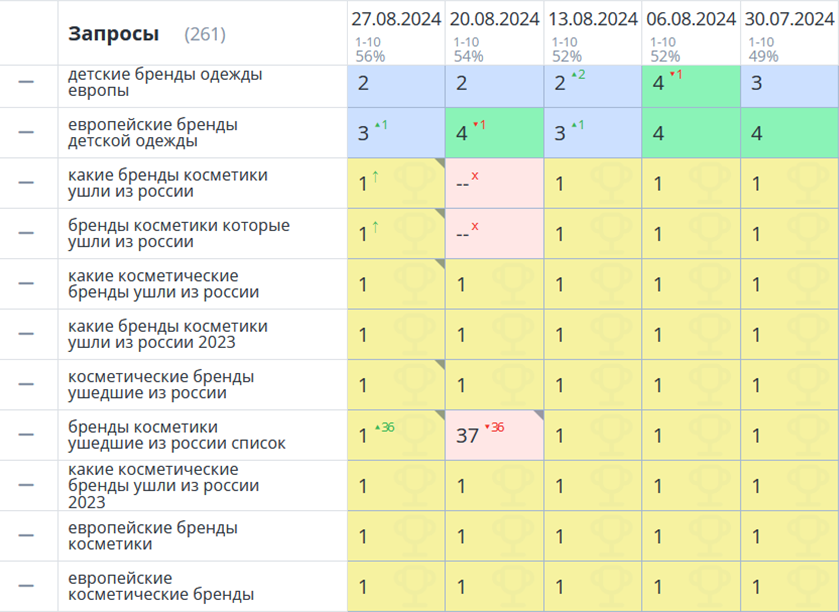 Запросы (261)
27.08.2024 20.08.2024 13.08.2024 06.08.2024 30.07.2024
1-10 1-10 1-10 1-10 1-10
56% 54% 52% 52% 49%
детские бренды одежды
европы
2 2 2 ▲2 4 ▼1 3
европейские бренды
детской одежды
3 ▲1 4 ▼1 3 ▲1 4 4
какие бренды косметики
ушли из россии
1 ↑ -- x 1 1 1
бренды косметики которые
ушли из россии
1 ↑ -- x 1 1 1
какие косметические
бренды ушли из россии
1 1 1 1 1
какие бренды косметики
ушли из россии 2023
1 1 1 1 1
косметические бренды
ушедшие из россии
1 1 1 1 1
бренды косметики
ушедшие из россии список
1 ▲36 37 ▼36 1 1 1
какие косметические
бренды ушли из россии
2023
1 1 1 1 1
европейские бренды
косметики
1 1 1 1 1
европейские
косметические бренды
1 1 1 1 1